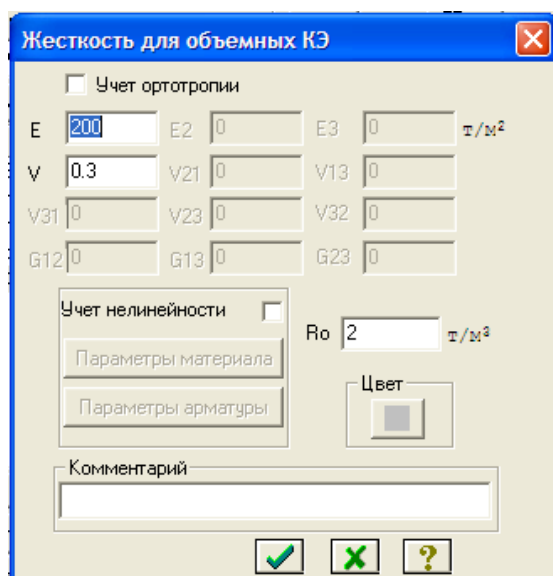 Жесткость для объемных КЭ
Учет ортотропии
E 200 E2 0 E3 0 т/м²
V 0.3 V21 0 V13 0
V31 0 V23 0 V32 0
G12 0 G13 0 G23 0
Учет нелинейности
Ro 2 т/м³
Параметры материала
Цвет
Параметры арматуры
Комментарий
?